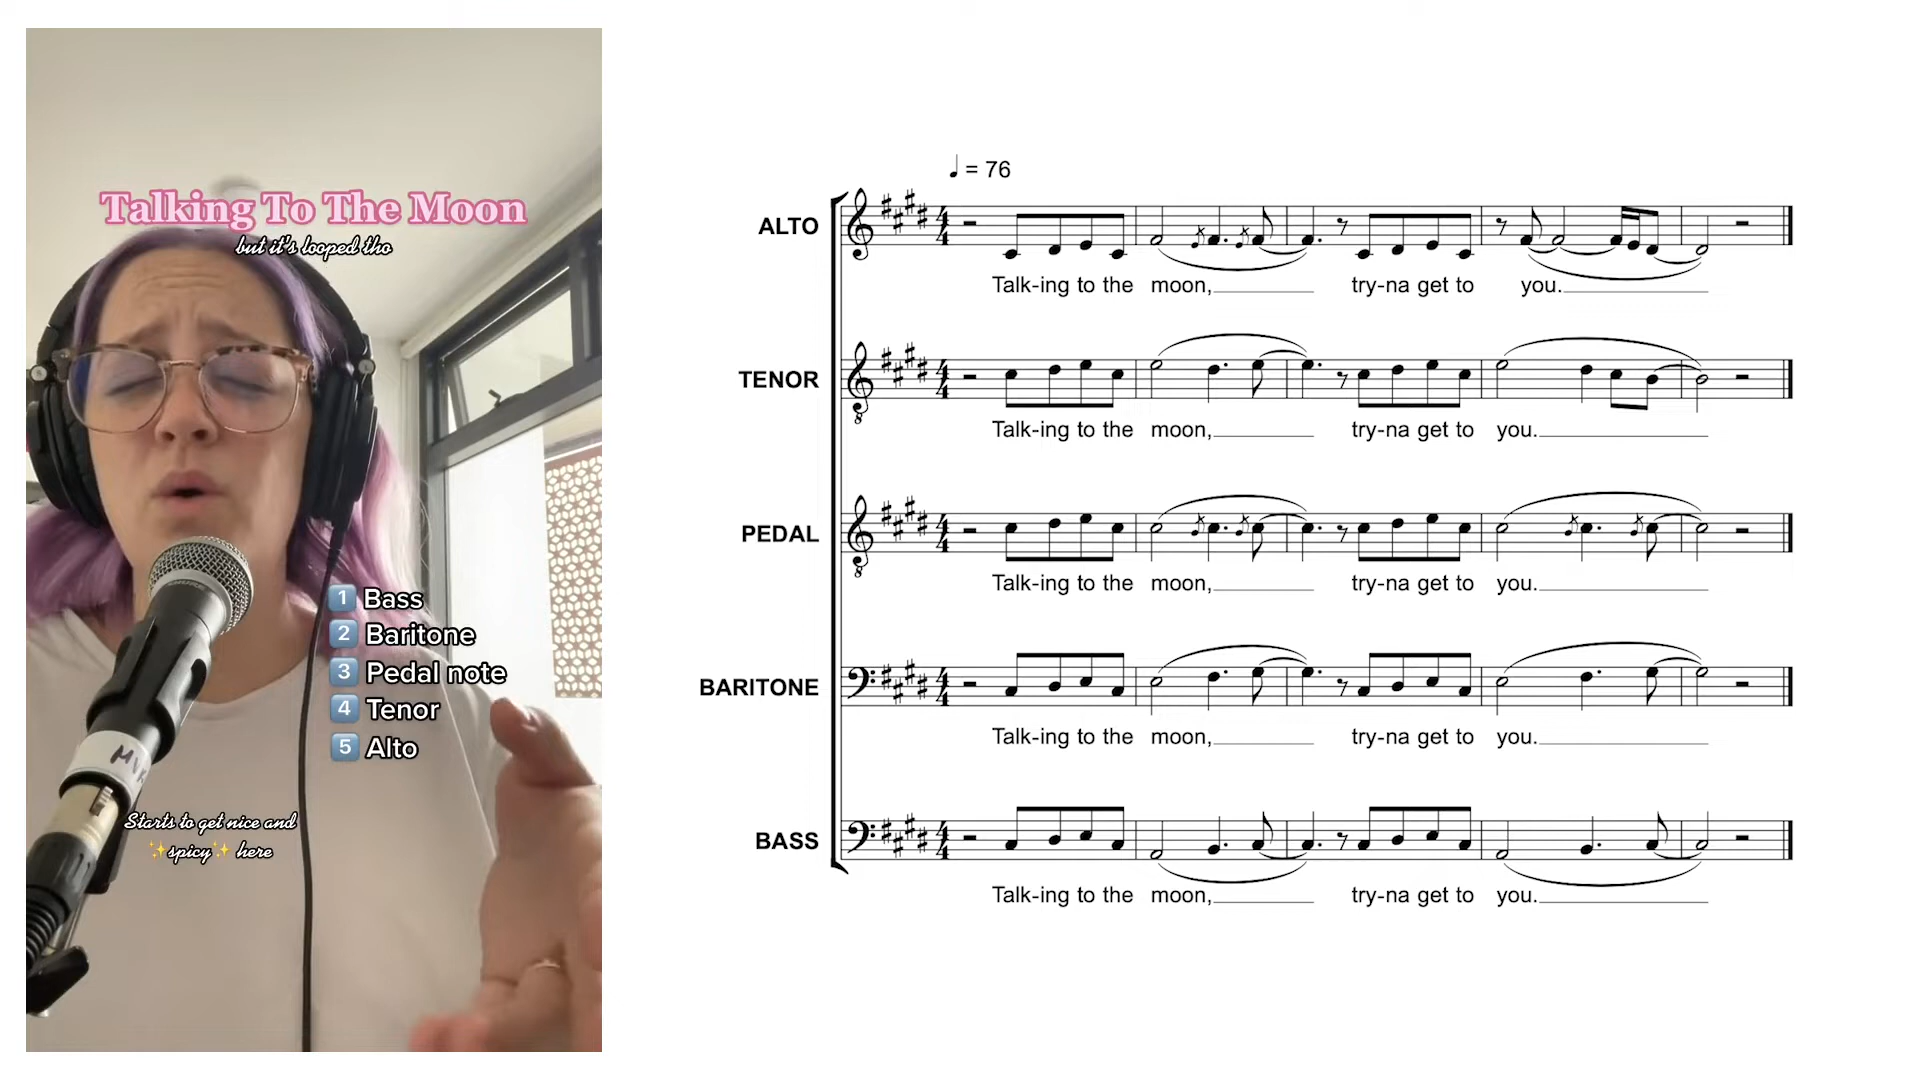 Talking To The Moon
but it's looped tho
1 Bass
2 Baritone
3 Pedal note
4 Tenor
5 Alto
Starts to get nice and
✨spicy✨ here
♩ = 76
ALTO
Talk-ing to the moon, try-na get to you.
TENOR
Talk-ing to the moon, try-na get to you.
PEDAL
Talk-ing to the moon, try-na get to you.
BARITONE
Talk-ing to the moon, try-na get to you.
BASS
Talk-ing to the moon, try-na get to you.